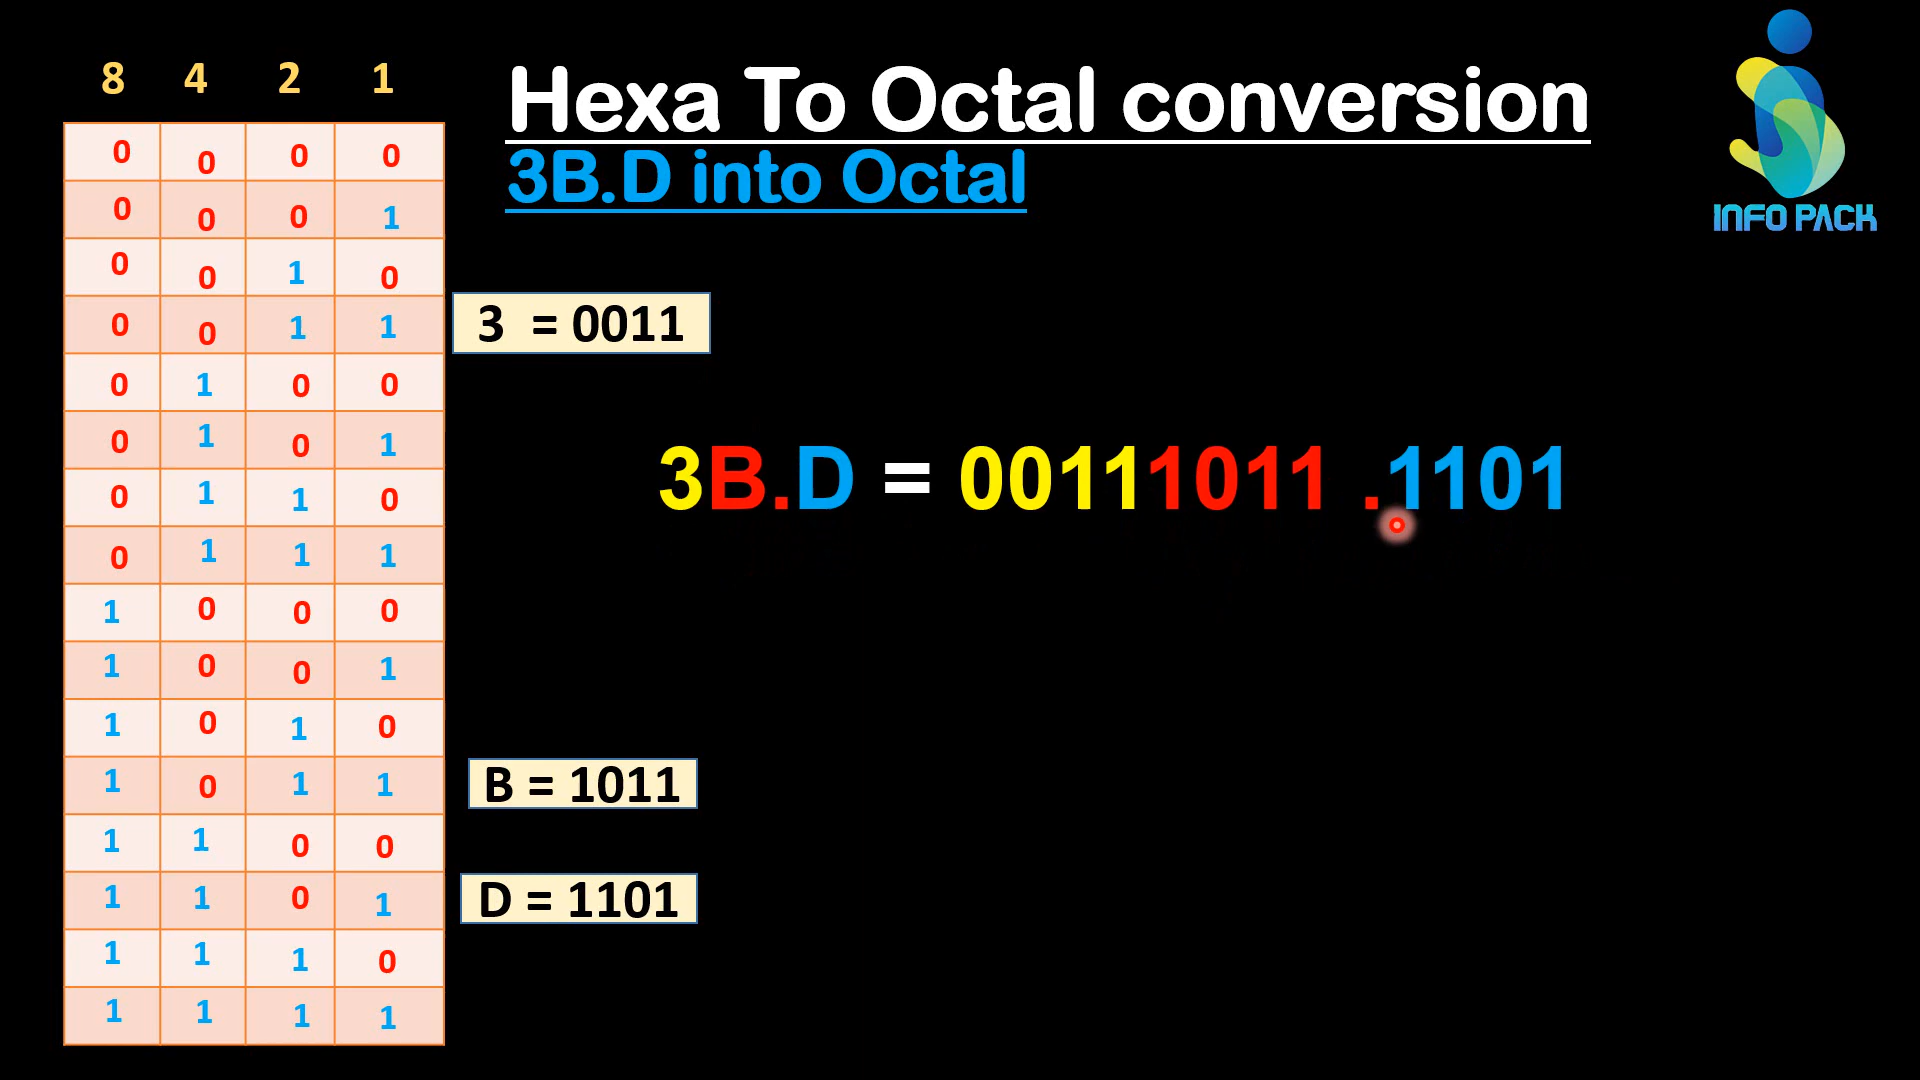 8 4 2 1
0 0 0 0
0 0 0 1
0 0 1 0
0 0 1 1
0 1 0 0
0 1 0 1
0 1 1 0
0 1 1 1
1 0 0 0
1 0 0 1
1 0 1 0
1 0 1 1
1 1 0 0
1 1 0 1
1 1 1 0
1 1 1 1
Hexa To Octal conversion
3B.D into Octal
INFO PACK
3 = 0011
3B.D = 00111011 .1101
B = 1011
D = 1101